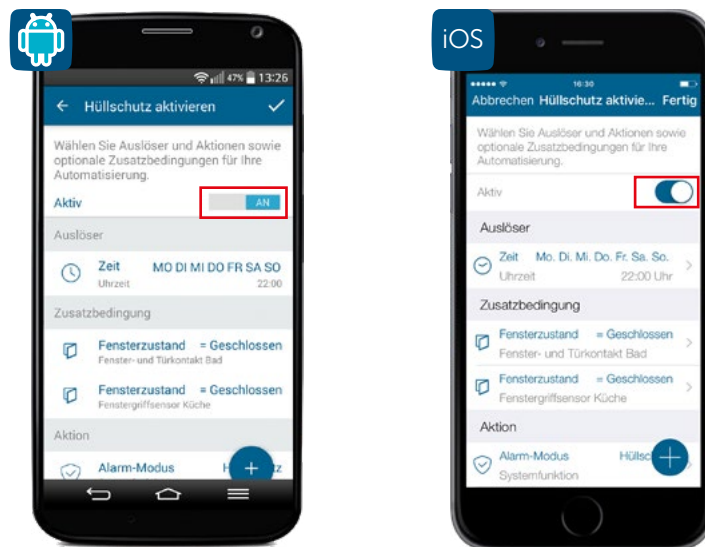 47% 13:26
Hüllschutz aktivieren
Wählen Sie Auslöser und Aktionen sowie
optionale Zusatzbedingungen für Ihre
Automatisierung.
Aktiv AN
Auslöser
Zeit MO DI MI DO FR SA SO
Uhrzeit 22:00
Zusatzbedingung
Fensterzustand = Geschlossen
Fenster- und Türkontakt Bad
Fensterzustand = Geschlossen
Fenstergriffsensor Küche
Aktion
Alarm-Modus H + tz
iOS
16:30
Abbrechen Hüllschutz aktivie... Fertig
Wählen Sie Auslöser und Aktionen sowie
optionale Zusatzbedingungen für Ihre
Automatisierung.
Aktiv
Auslöser
Zeit Mo. Di. Mi. Do. Fr. Sa. So.
Uhrzeit 22:00 Uhr
Zusatzbedingung
Fensterzustand = Geschlossen
Fenster- und Türkontakt Bad
Fensterzustand = Geschlossen
Fenstergriffsensor Küche
Aktion
Alarm-Modus Hüllsc +
Systemfunktion